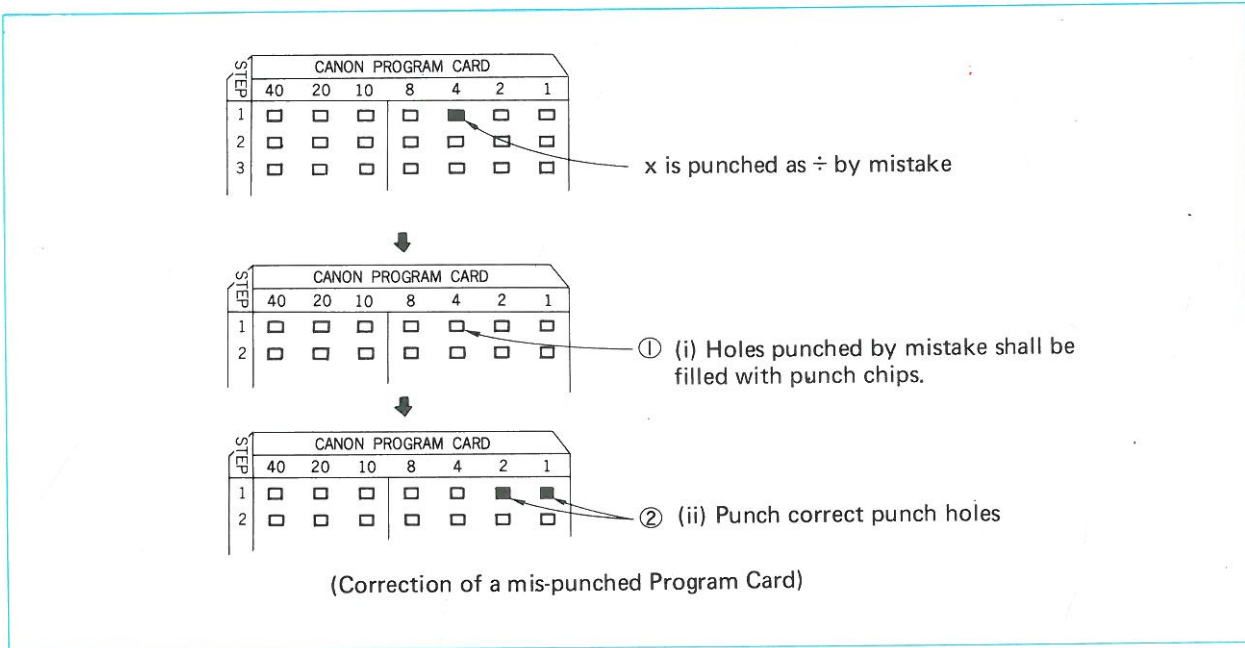 STEP CANON PROGRAM CARD
40 20 10 8 4 2 1
1
2
3
x is punched as ÷ by mistake
STEP CANON PROGRAM CARD
40 20 10 8 4 2 1
1
2
① (i) Holes punched by mistake shall be
filled with punch chips.
STEP CANON PROGRAM CARD
40 20 10 8 4 2 1
1
2
② (ii) Punch correct punch holes
(Correction of a mis-punched Program Card)